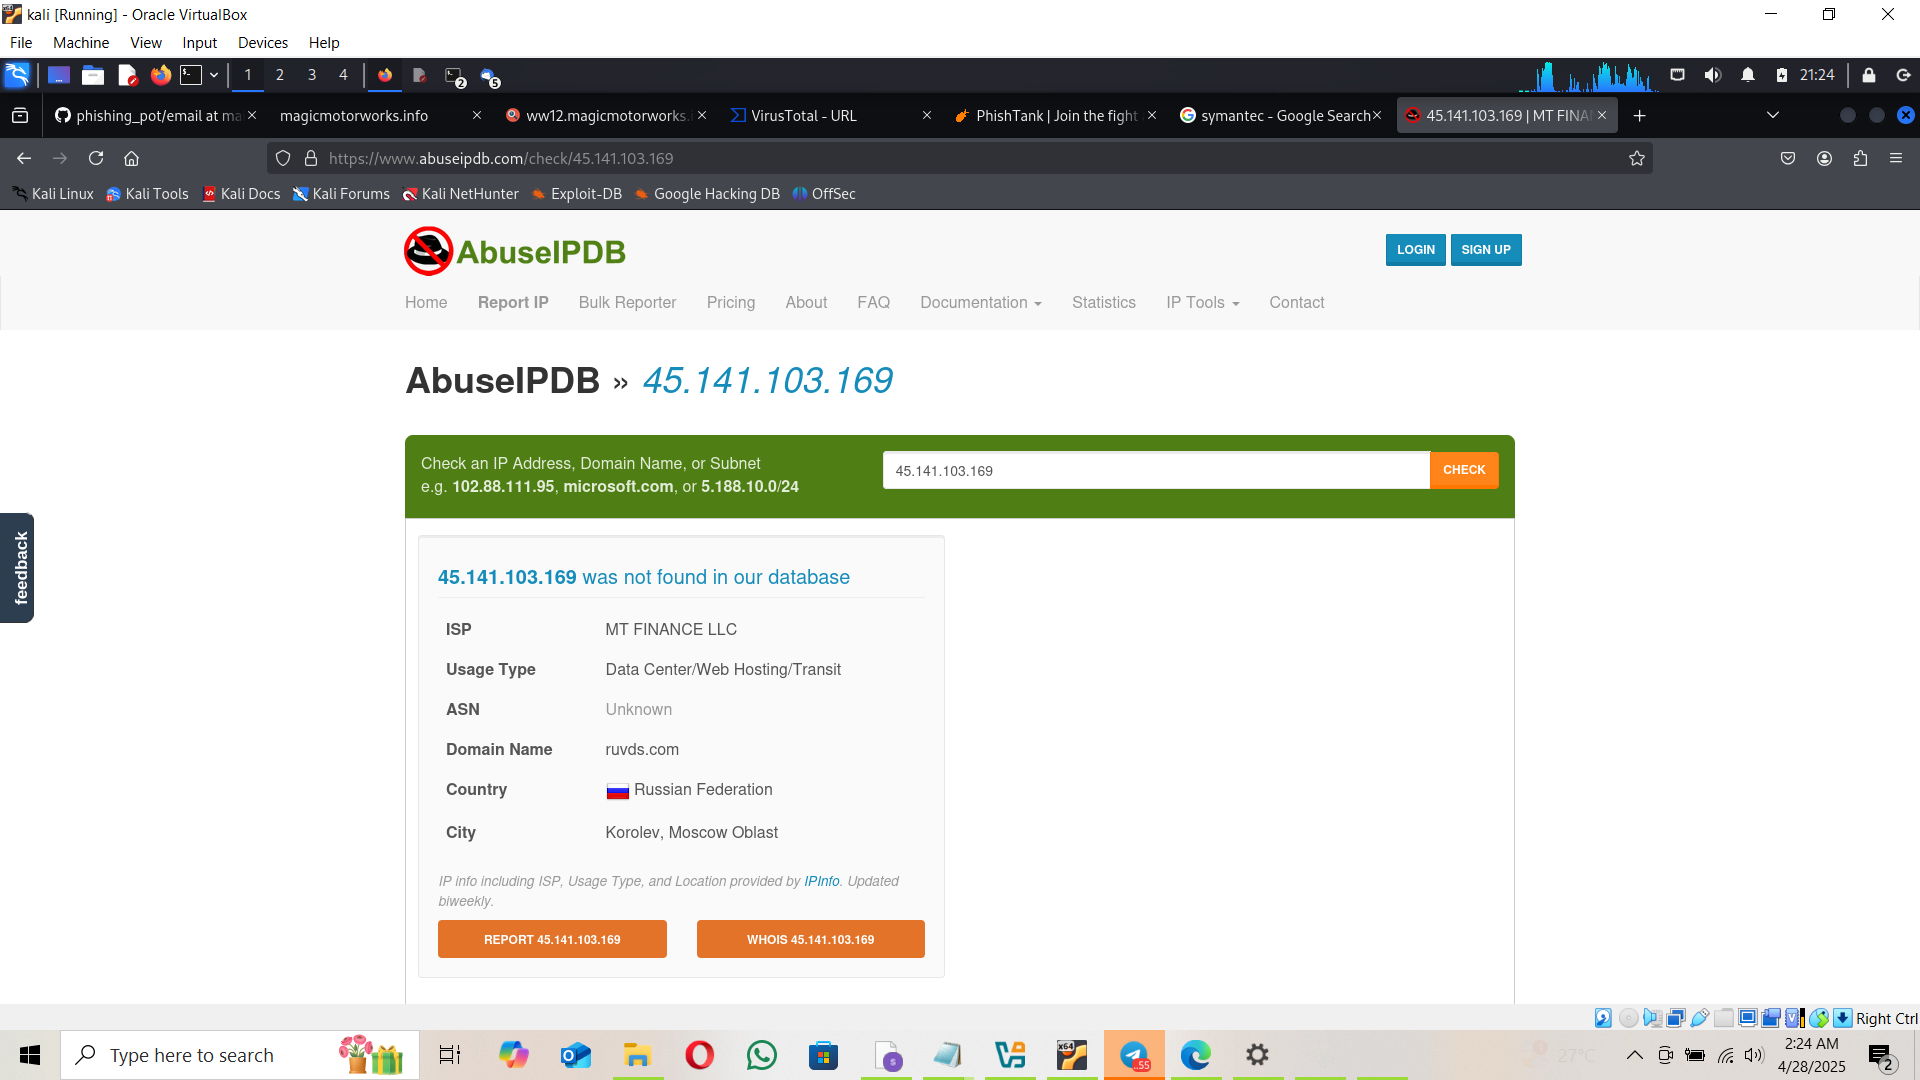 kali [Running] - Oracle VirtualBox
File Machine View Input Devices Help
1 2 3 4
2
5
21:24
phishing_pot/email at ma
magicmotorworks.info
ww12.magicmotorworks.i
VirusTotal - URL
PhishTank | Join the fight
symantec - Google Search
45.141.103.169 | MT FINA
https://www.abuseipdb.com/check/45.141.103.169
Kali Linux Kali Tools Kali Docs Kali Forums Kali NetHunter Exploit-DB Google Hacking DB OffSec
AbuseIPDB
LOGIN SIGN UP
Home Report IP Bulk Reporter Pricing About FAQ Documentation Statistics IP Tools Contact
AbuseIPDB » 45.141.103.169
Check an IP Address, Domain Name, or Subnet
e.g. 102.88.111.95, microsoft.com, or 5.188.10.0/24
45.141.103.169
CHECK
feedback
45.141.103.169 was not found in our database
ISP MT FINANCE LLC
Usage Type Data Center/Web Hosting/Transit
ASN Unknown
Domain Name ruvds.com
Country Russian Federation
City Korolev, Moscow Oblast
IP info including ISP, Usage Type, and Location provided by IPInfo. Updated
biweekly.
REPORT 45.141.103.169 WHOIS 45.141.103.169
Right Ctrl
Type here to search
x64
..55
27°C
2:24 AM
4/28/2025
2